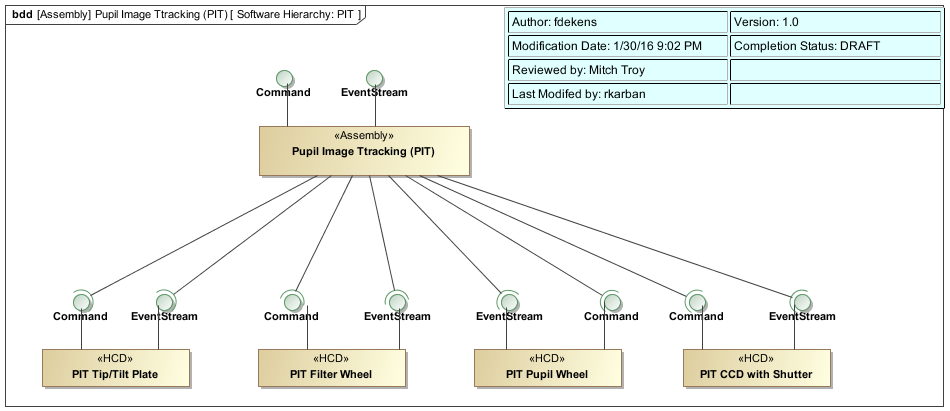 bdd [Assembly] Pupil Image Ttracking (PIT) [ Software Hierarchy: PIT ]
Author: fdekens
Version: 1.0
Modification Date: 1/30/16 9:02 PM
Completion Status: DRAFT
Reviewed by: Mitch Troy
Last Modifed by: rkarban
Command
EventStream
«Assembly»
Pupil Image Ttracking (PIT)
Command
EventStream
Command
EventStream
EventStream
Command
Command
EventStream
«HCD»
PIT Tip/Tilt Plate
«HCD»
PIT Filter Wheel
«HCD»
PIT Pupil Wheel
«HCD»
PIT CCD with Shutter